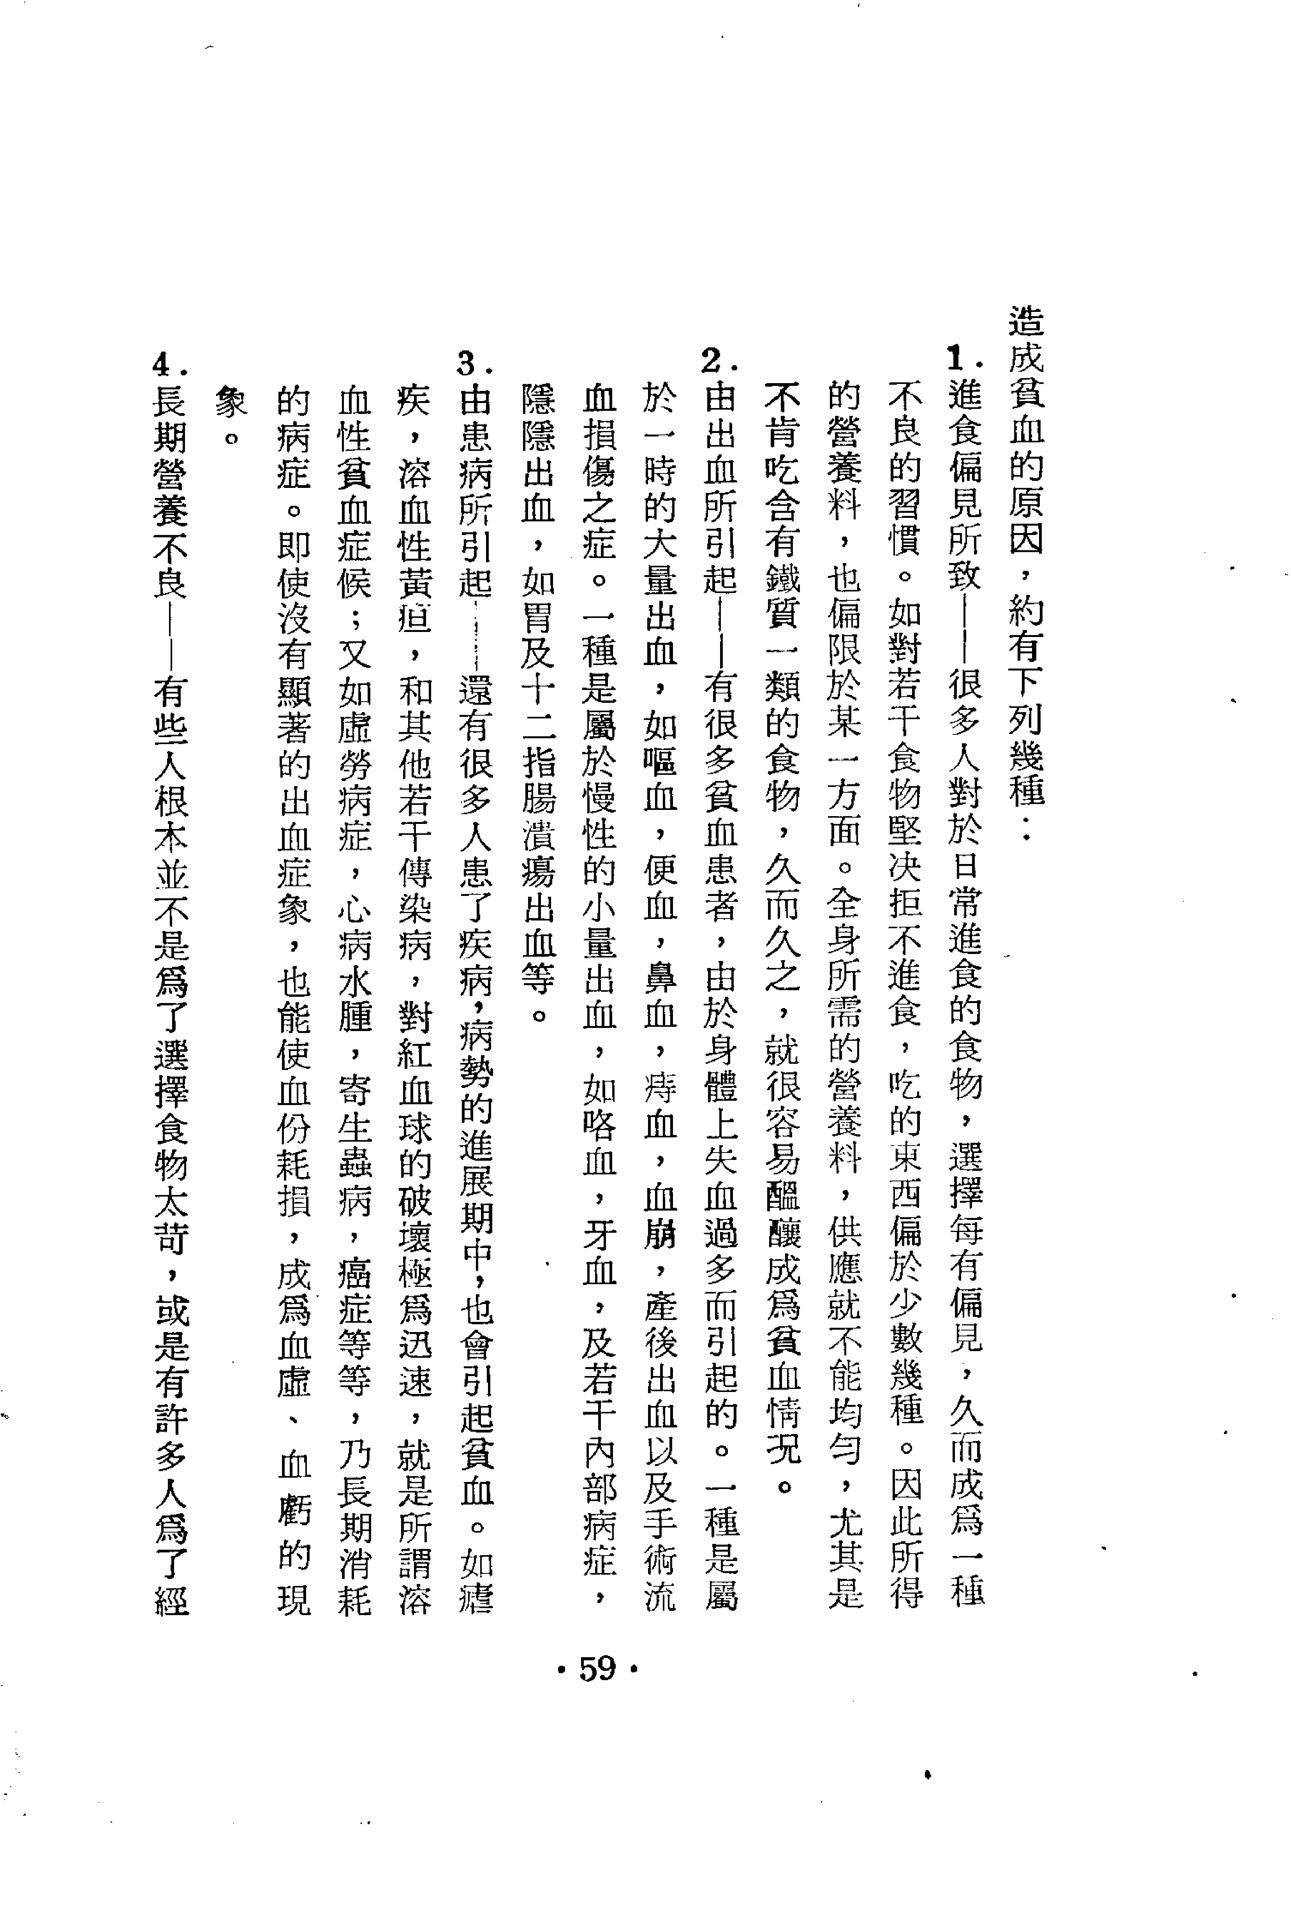 造成貧血的原因，約有下列幾種：
1.進食偏見所致——很多人對於日常進食的食物，選擇每有偏見，久而成爲一種
不良的習慣。如對若干食物堅决拒不進食，吃的東西偏於少數幾種。因此所得
的營養料，也偏限於某一方面。全身所需的營養料，供應就不能均勻，尤其是
不肯吃含有鐵質一類的食物，久而久之，就很容易醞釀成爲貧血情況。
2.由出血所引起——有很多貧血患者，由於身體上失血過多而引起的。一種是屬
於一時的大量出血，如嘔血，便血，鼻血，痔血，血崩，產後出血以及手術流
血損傷之症。一種是屬於慢性的小量出血，如咯血，牙血，及若干內部病症，
隱隱出血，如胃及十二指腸潰瘍出血等。
3.由患病所引起——還有很多人患了疾病，病勢的進展期中，也會引起貧血。如瘧
疾，溶血性黃疸，和其他若干傳染病，對紅血球的破壞極爲迅速，就是所謂溶
血性貧血症候；又如虛勞病症，心病水腫，寄生蟲病，癌症等等，乃長期消耗
的病症。即使沒有顯著的出血症象，也能使血份耗損，成爲血虛、血虧的現
象。
4.長期營養不良——有些人根本並不是爲了選擇食物太苛，或是有許多人爲了經
·59·